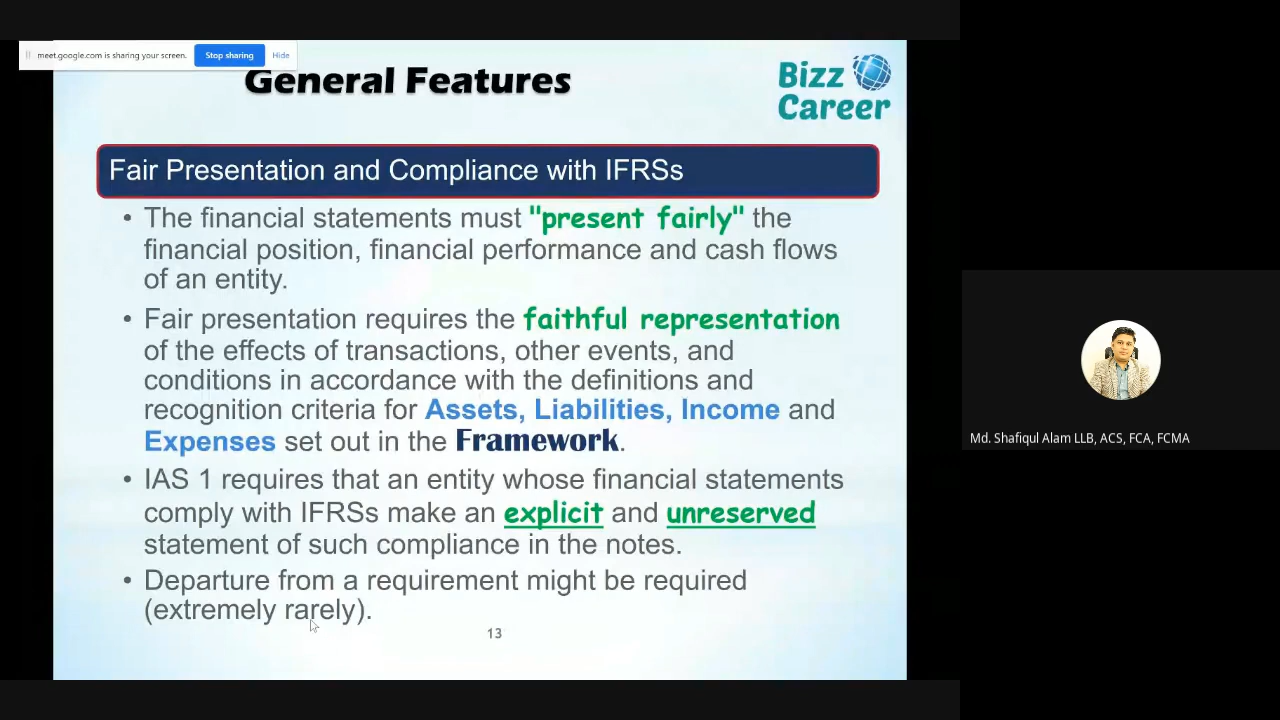 meet.google.com is sharing your screen. Stop sharing Hide
General Features
Bizz
Career
Fair Presentation and Compliance with IFRSs
• The financial statements must "present fairly" the
financial position, financial performance and cash flows
of an entity.
• Fair presentation requires the faithful representation
of the effects of transactions, other events, and
conditions in accordance with the definitions and
recognition criteria for Assets, Liabilities, Income and
Expenses set out in the Framework.
• IAS 1 requires that an entity whose financial statements
comply with IFRSs make an explicit and unreserved
statement of such compliance in the notes.
• Departure from a requirement might be required
(extremely rarely).
13
Md. Shafiqul Alam LLB, ACS, FCA, FCMA